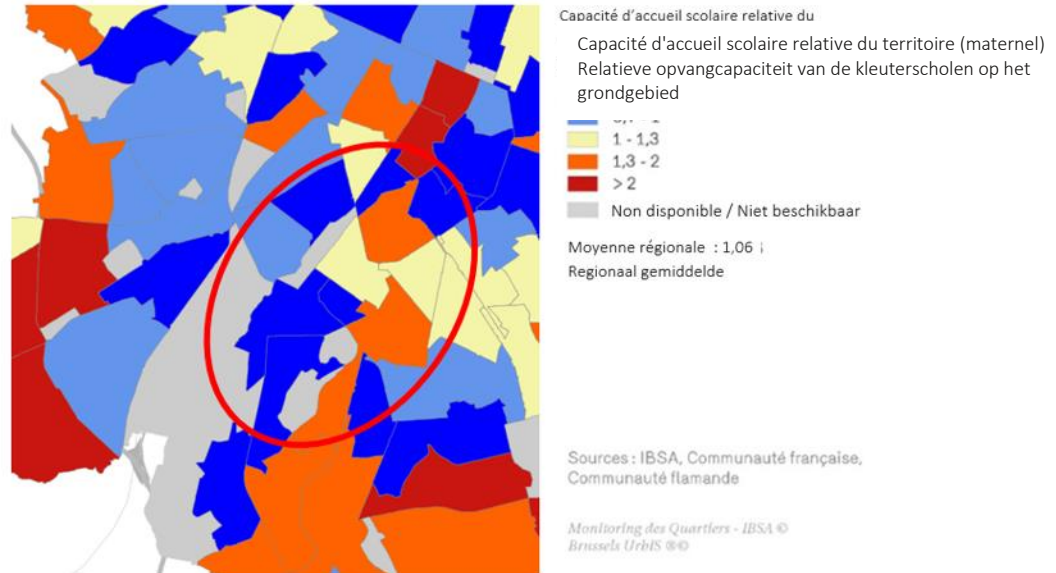 Capacité d'accueil scolaire relative du
Capacité d'accueil scolaire relative du territoire (maternel)
Relatieve opvangcapaciteit van de kleuterscholen op het
grondgebied
1 - 1,3
1,3 - 2
> 2
Non disponible / Niet beschikbaar
Moyenne régionale : 1,06
Regionaal gemiddelde
Sources : IBSA, Communauté française,
Communauté flamande
Monitoring des Quartiers - IBSA ©
Brussels UrbIS ®©